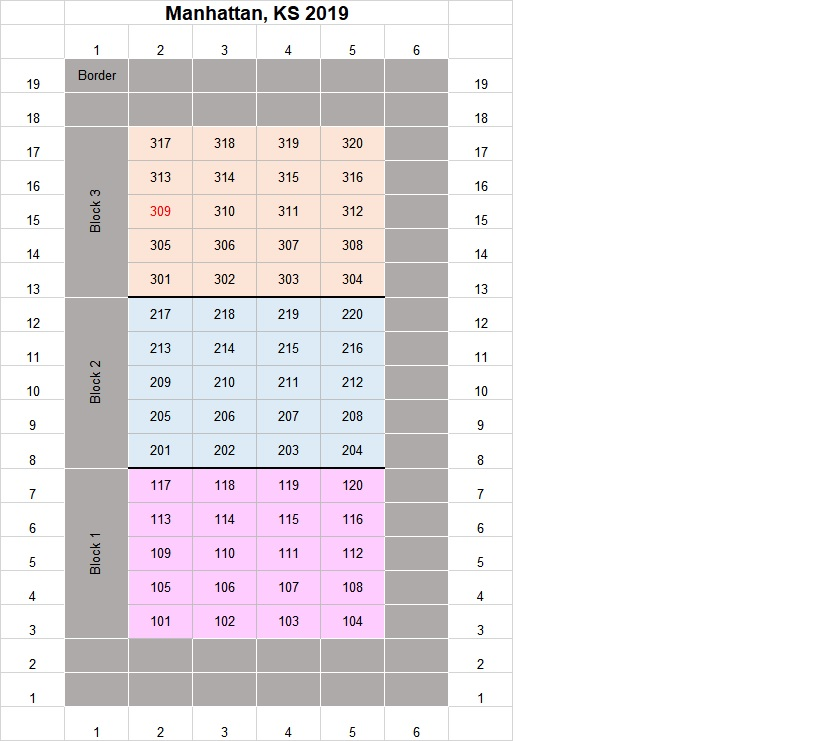 Manhattan, KS 2019
1 2 3 4 5 6
19 Border 19
18 18
17 317 318 319 320 17
16 313 314 315 316 16
15 Block 3 309 310 311 312 15
14 305 306 307 308 14
13 301 302 303 304 13
12 217 218 219 220 12
11 213 214 215 216 11
10 Block 2 209 210 211 212 10
9 205 206 207 208 9
8 201 202 203 204 8
7 117 118 119 120 7
6 113 114 115 116 6
5 Block 1 109 110 111 112 5
4 105 106 107 108 4
3 101 102 103 104 3
2 2
1 1
1 2 3 4 5 6